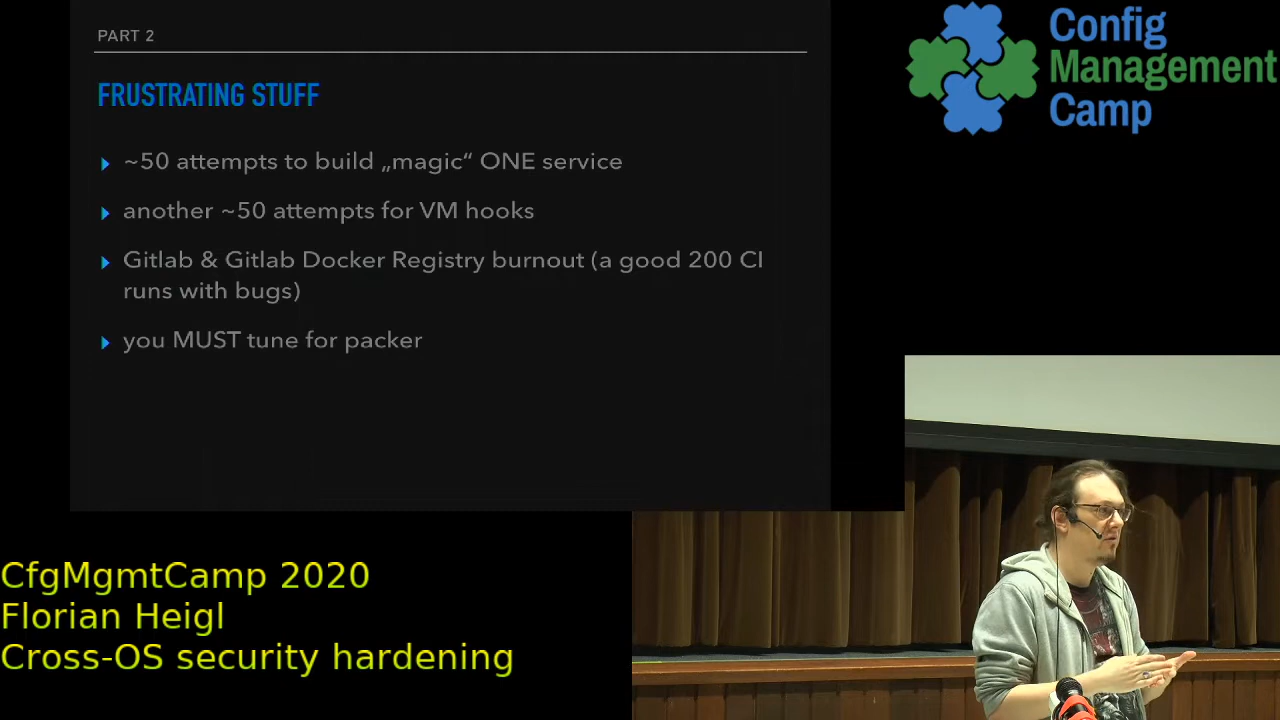 PART 2
FRUSTRATING STUFF
~50 attempts to build „magic“ ONE service
another ~50 attempts for VM hooks
Gitlab & Gitlab Docker Registry burnout (a good 200 CI
runs with bugs)
you MUST tune for packer
Config
Management
Camp
CfgMgmtCamp 2020
Florian Heigl
Cross-OS security hardening